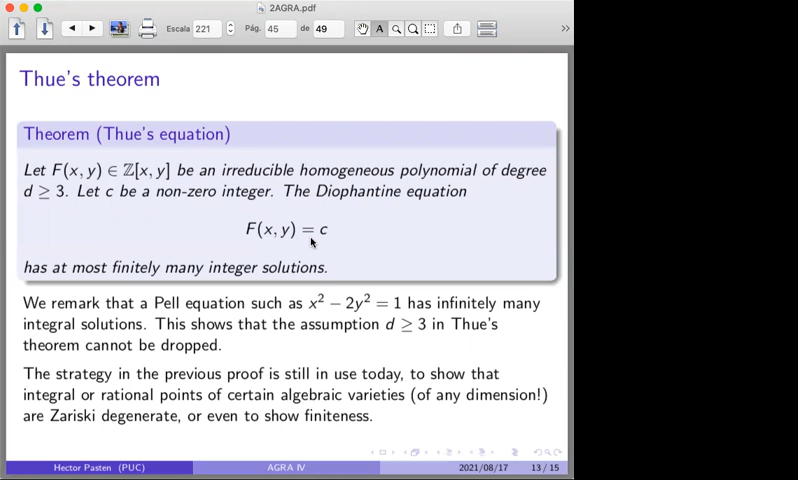 2AGRA.pdf
Escala 221 Pág. 45 de 49 A
Thue's theorem
Theorem (Thue's equation)
Let F(x, y) ∈ ℤ[x, y] be an irreducible homogeneous polynomial of degree
d ≥ 3. Let c be a non-zero integer. The Diophantine equation
F(x, y) = c
has at most finitely many integer solutions.
We remark that a Pell equation such as x² − 2y² = 1 has infinitely many
integral solutions. This shows that the assumption d ≥ 3 in Thue's
theorem cannot be dropped.
The strategy in the previous proof is still in use today, to show that
integral or rational points of certain algebraic varieties (of any dimension!)
are Zariski degenerate, or even to show finiteness.
Hector Pasten (PUC) AGRA IV 2021/08/17 13 / 15